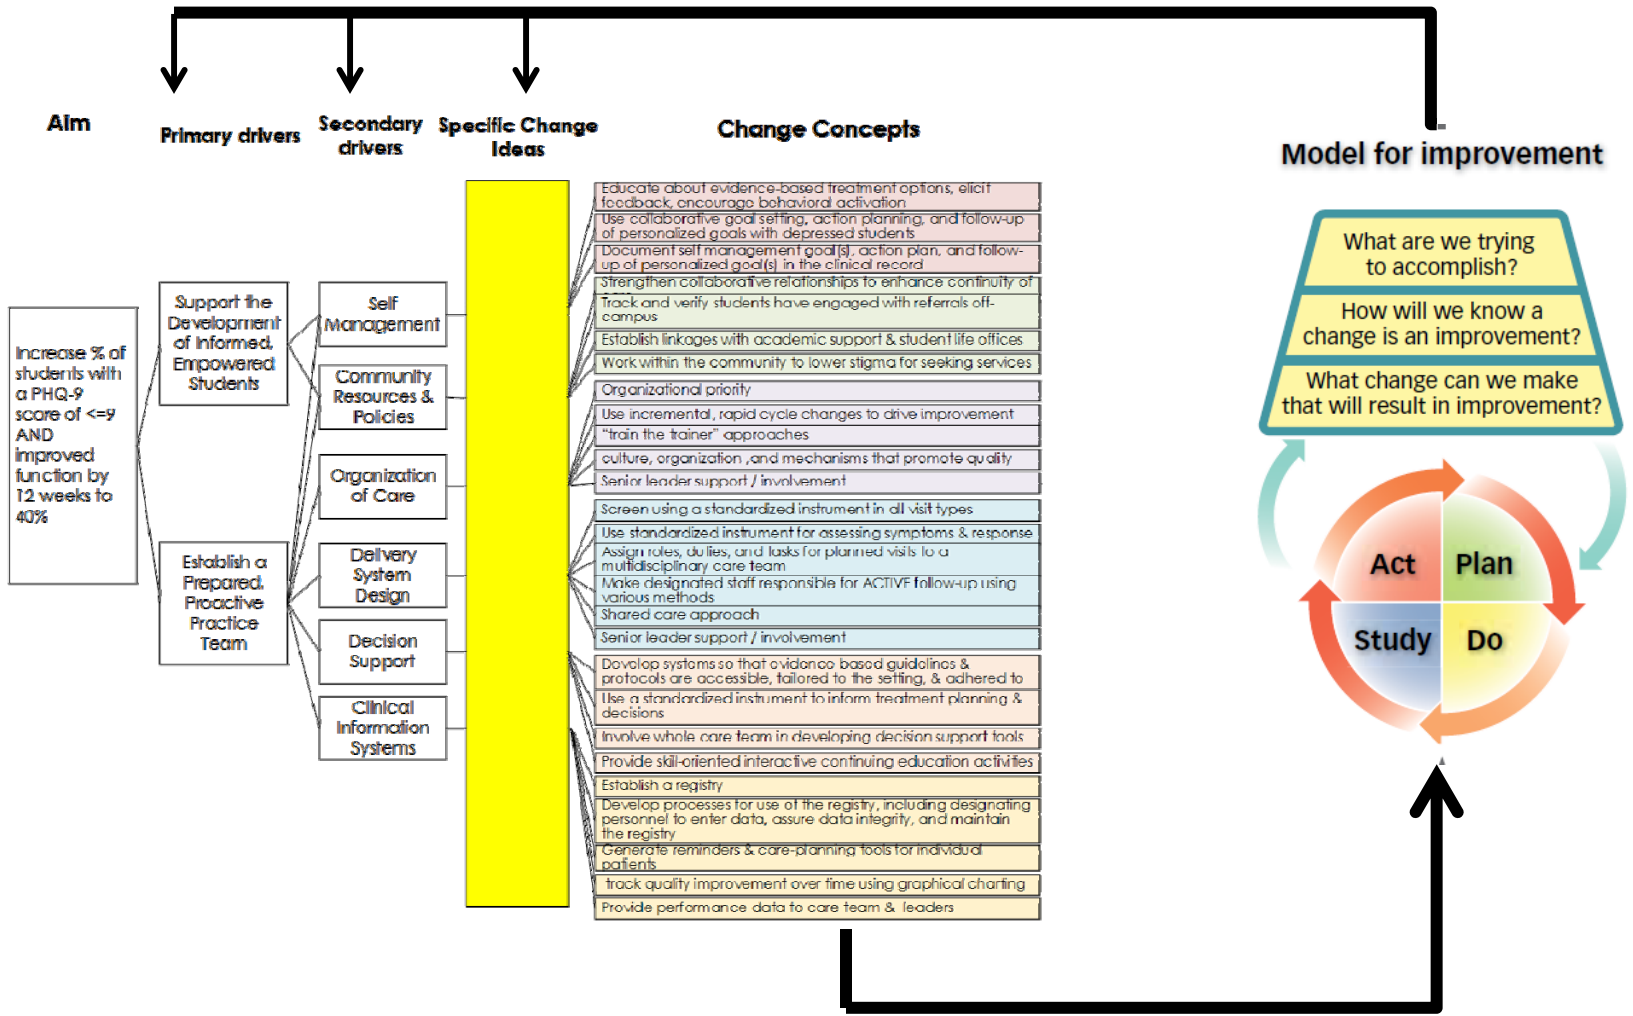 Aim
Primary drivers
Secondary
drivers
Specific Change
Ideas
Change Concepts
Model for improvement
Increase % of
students with
a PHQ-9
score of <=9
AND
improved
function by
12 weeks to
40%
Support the
Development
of Informed,
Empowered
Students
Establish a
Prepared,
Proactive
Practice
Team
Self
Management
Community
Resources &
Policies
Organization
of Care
Delivery
System
Design
Decision
Support
Clinical
Information
Systems
Educate about evidence-based treatment options, elicit
feedback, encourage behavioral activation
Use collaborative goal setting, action planning, and follow-up
of personalized goals with depressed students
Document self management goal(s), action plan, and follow-
up of personalized goal(s) in the clinical record
Strengthen collaborative relationships to enhance continuity of
Track and verify students have engaged with referrals off-
campus
Establish linkages with academic support & student life offices
Work within the community to lower stigma for seeking services
Organizational priority
Use incremental, rapid cycle changes to drive improvement
"train the trainer" approaches
culture, organization ,and mechanisms that promote quality
Senior leader support / involvement
Screen using a standardized instrument in all visit types
Use standardized instrument for assessing symptoms & response
Assign roles, duties, and tasks for planned visits to a
multidisciplinary care team
Make designated staff responsible for ACTIVE follow-up using
various methods
Shared care approach
Senior leader support / involvement
Develop systems so that evidence based guidelines &
protocols are accessible, tailored to the setting, & adhered to
Use a standardized instrument to inform treatment planning &
decisions
Involve whole care team in developing decision support tools
Provide skill-oriented interactive continuing education activities
Establish a registry
Develop processes for use of the registry, including designating
personnel to enter data, assure data integrity, and maintain
the registry
Generate reminders & care-planning tools for individual
patients
track quality improvement over time using graphical charting
Provide performance data to care team & leaders
What are we trying
to accomplish?
How will we know a
change is an improvement?
What change can we make
that will result in improvement?
Act
Plan
Study
Do